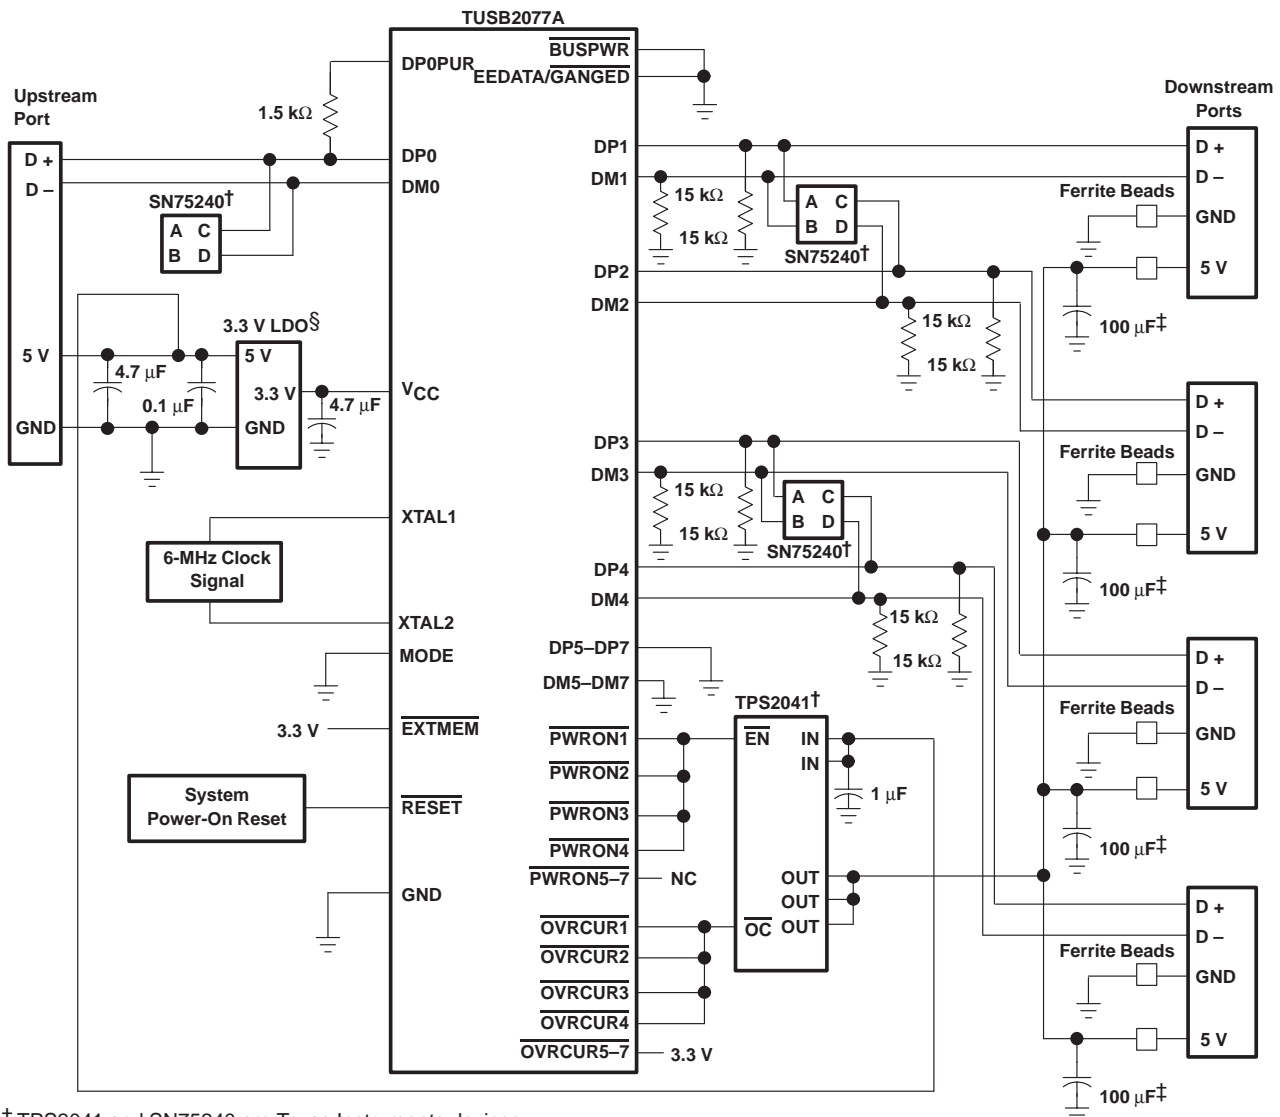 TUSB2077A
Upstream
Port
D +
D –
5 V
GND
SN75240†
A C
B D
1.5 kΩ
3.3 V LDO§
5 V
3.3 V
GND
4.7 µF
0.1 µF
4.7 µF
6-MHz Clock
Signal
3.3 V
System
Power-On Reset
DP0PUR
DP0
DM0
VCC
XTAL1
XTAL2
MODE
EXTMEM
RESET
GND
BUSPWR
EEDATA/GANGED
DP1
DM1
DP2
DM2
DP3
DM3
DP4
DM4
DP5–DP7
DM5–DM7
PWRON1
PWRON2
PWRON3
PWRON4
PWRON5–7
NC
OVRCUR1
OVRCUR2
OVRCUR3
OVRCUR4
OVRCUR5–7
3.3 V
15 kΩ
15 kΩ
A C
B D
SN75240†
15 kΩ
15 kΩ
15 kΩ
15 kΩ
A C
B D
SN75240†
15 kΩ
15 kΩ
TPS2041†
EN
IN
IN
1 µF
OUT
OUT
OC OUT
Downstream
Ports
D +
D –
Ferrite Beads
GND
5 V
100 µF‡
D +
D –
Ferrite Beads
GND
5 V
100 µF‡
D +
D –
Ferrite Beads
GND
5 V
100 µF‡
D +
D –
Ferrite Beads
GND
5 V
100 µF‡